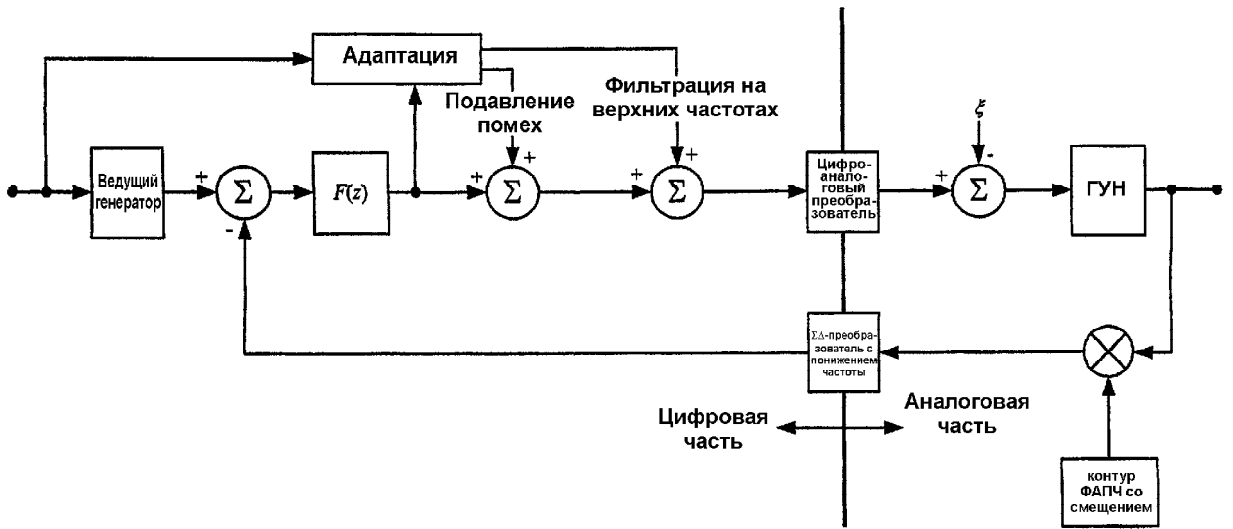 Адаптация
Подавление
помех
Фильтрация на
верхних частотах
ξ
Ведущий
генератор
+
Σ
-
F(z)
+
+
Σ
+
+
Σ
Цифро-
анало-
говый
преобра-
зователь
+
-
Σ
ГУН
ΣΔ-преобра-
зователь с
понижением
частоты
Цифровая
часть
Аналоговая
часть
контур
ФАПЧ со
смещением